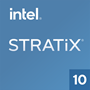 intel.
STRATIX
10